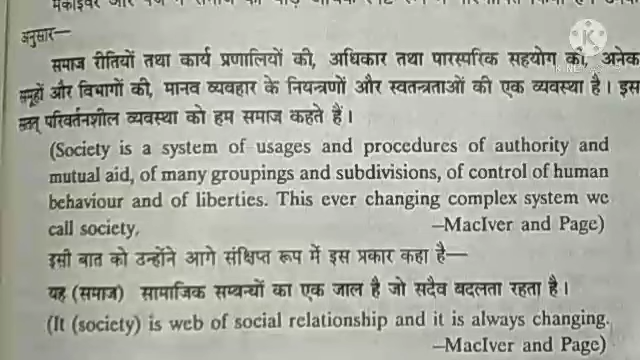 अनुसार—
समाज रीतियों तथा कार्य प्रणालियों की, अधिकार तथा पारस्परिक सहयोग की, अनेक
समूहों और विभागों की, मानव व्यवहार के नियन्त्रणों और स्वतन्त्रताओं की एक व्यवस्था है। इस
सतत् परिवर्तनशील व्यवस्था को हम समाज कहते हैं।
(Society is a system of usages and procedures of authority and
mutual aid, of many groupings and subdivisions, of control of human
behaviour and of liberties. This ever changing complex system we
call society, –MacIver and Page)
इसी बात को उन्होंने आगे संक्षिप्त रूप में इस प्रकार कहा है—
यह (समाज) सामाजिक सम्बन्धों का एक जाल है जो सदैव बदलता रहता है।
(It (society) is web of social relationship and it is always changing.
–MacIver and Page)